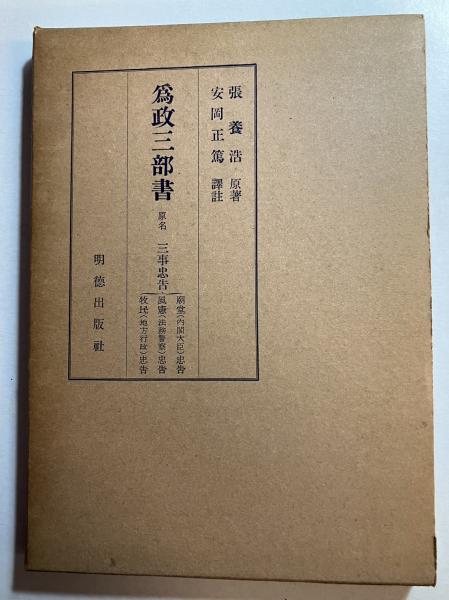 張養浩 原著
安岡正篤 譯註
爲政三部書
原名 三事忠告
廟堂(內閣大臣)忠告
風憲(法務警察)忠告
牧民(地方行政)忠告
明德出版社